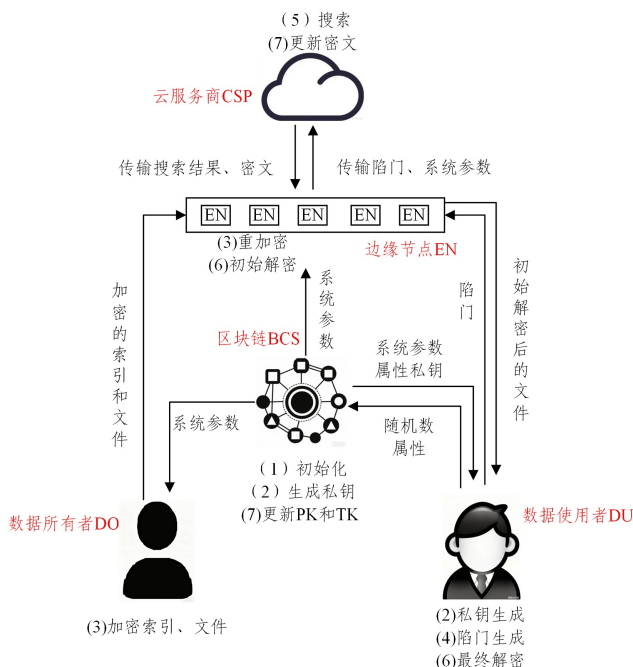 （5）搜索
(7)更新密文
云服务商CSP
传输搜索结果、密文
传输陷门、系统参数
EN EN EN EN EN
(3)重加密
(6)初始解密
边缘节点EN
加密的索引和文件
系统参数
陷门
初始解密后的文件
区块链BCS
系统参数
属性私钥
系统参数
随机数
属性
（1）初始化
（2）生成私钥
(7)更新PK和TK
数据所有者DO
数据使用者DU
(3)加密索引、文件
(2)私钥生成
(4)陷门生成
(6)最终解密